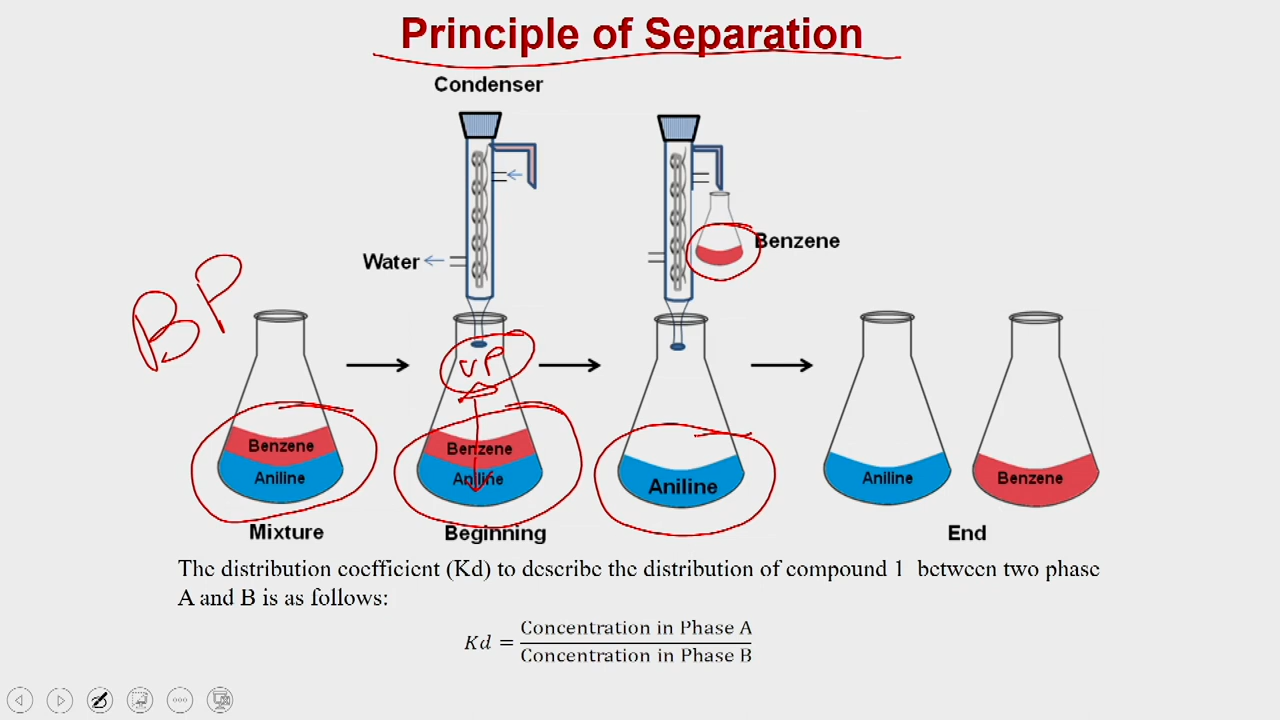 Principle of Separation
Condenser
Water
Benzene
BP
VP
Benzene
Aniline
Benzene
Aniline
Aniline
Aniline
Benzene
Mixture
Beginning
End
The distribution coefficient (Kd) to describe the distribution of compound 1 between two phase
A and B is as follows:
Kd = Concentration in Phase A
Concentration in Phase B